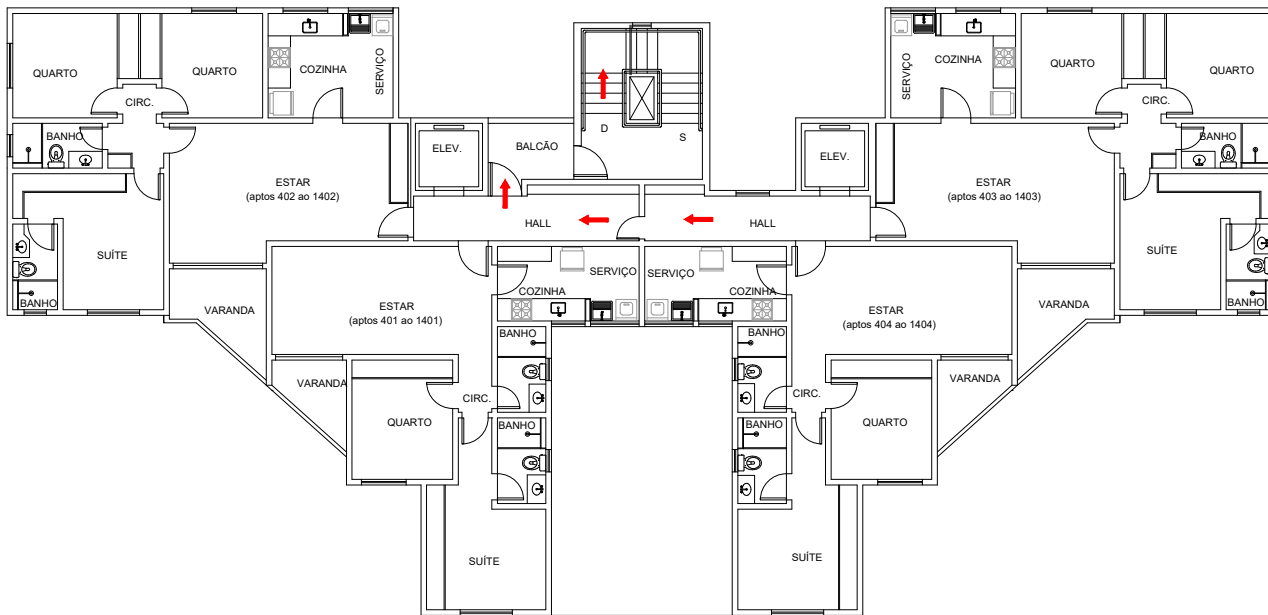 QUARTO
QUARTO
COZINHA
SERVIÇO
CIRC.
BANHO
ELEV.
BALCÃO
D
S
ELEV.
SERVIÇO
COZINHA
QUARTO
QUARTO
CIRC.
BANHO
ESTAR
(aptos 402 ao 1402)
ESTAR
(aptos 403 ao 1403)
HALL
HALL
SUÍTE
BANHO
VARANDA
SUÍTE
BANHO
VARANDA
SERVIÇO
COZINHA
SERVIÇO
COZINHA
ESTAR
(aptos 401 ao 1401)
ESTAR
(aptos 404 ao 1404)
BANHO
BANHO
VARANDA
VARANDA
CIRC.
CIRC.
QUARTO
QUARTO
BANHO
BANHO
SUÍTE
SUÍTE